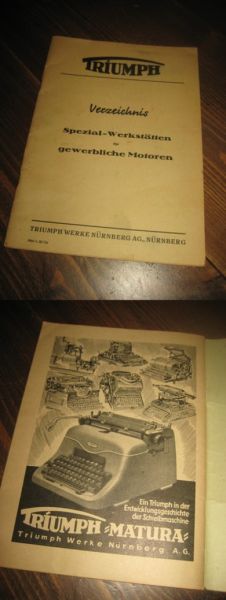 TRIUMPH
Verzeichnis
Spezial-Werkstätten
gewerbliche Motoren
TRIUMPH WERKE NÜRNBERG AG., NÜRNBERG
Ein Triumph in der
Entwicklungsgeschichte
der Schreibmaschine
TRIUMPH "MATURA"
Triumph Werke Nürnberg A.G.